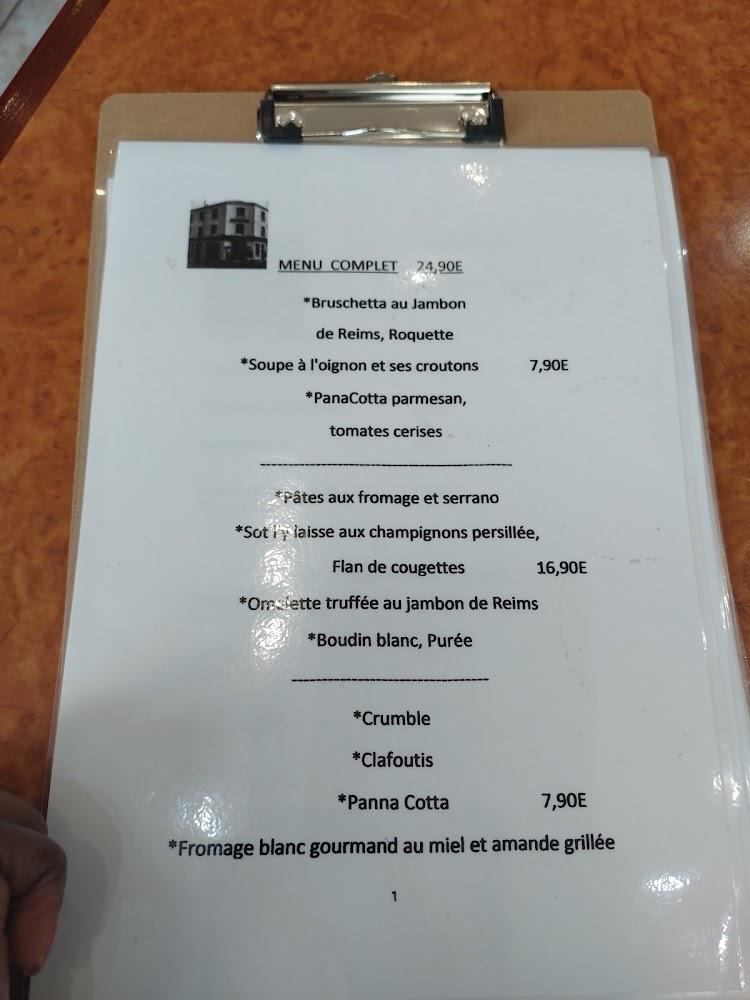 MENU COMPLET 24,90E
*Bruschetta au Jambon
de Reims, Roquette
*Soupe à l'oignon et ses croutons 7,90E
*PanaCotta parmesan,
tomates cerises
*Pâtes aux fromage et serrano
*Sot l'y laisse aux champignons persillée,
Flan de cougettes 16,90E
*Omelette truffée au jambon de Reims
*Boudin blanc, Purée
*Crumble
*Clafoutis
*Panna Cotta 7,90E
*Fromage blanc gourmand au miel et amande grillée
1